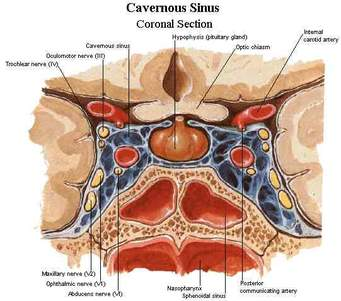 Cavernous Sinus
Coronal Section
Hypophysis (pituitary gland)
Cavernous sinus
Optic chiasm
Internal
carotid artery
Oculomotor nerve (III)
Trochlear nerve (IV)
Maxillary nerve (V2)
Ophthalmic nerve (V1)
Abducens nerve (VI)
Nasopharynx
Sphenoidal sinus
Posterior
communicating artery